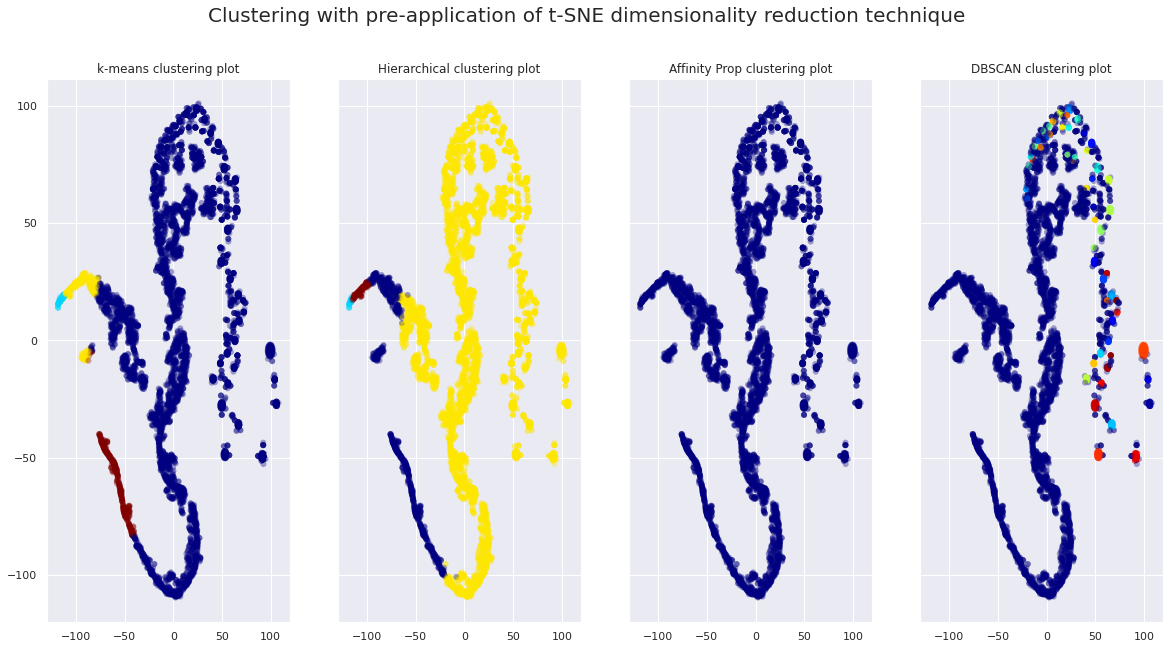 Clustering with pre-application of t-SNE dimensionality reduction technique
k-means clustering plot
Hierarchical clustering plot
Affinity Prop clustering plot
DBSCAN clustering plot
100
50
0
−50
−100
−100 −50 0 50 100
−100 −50 0 50 100
−100 −50 0 50 100
−100 −50 0 50 100